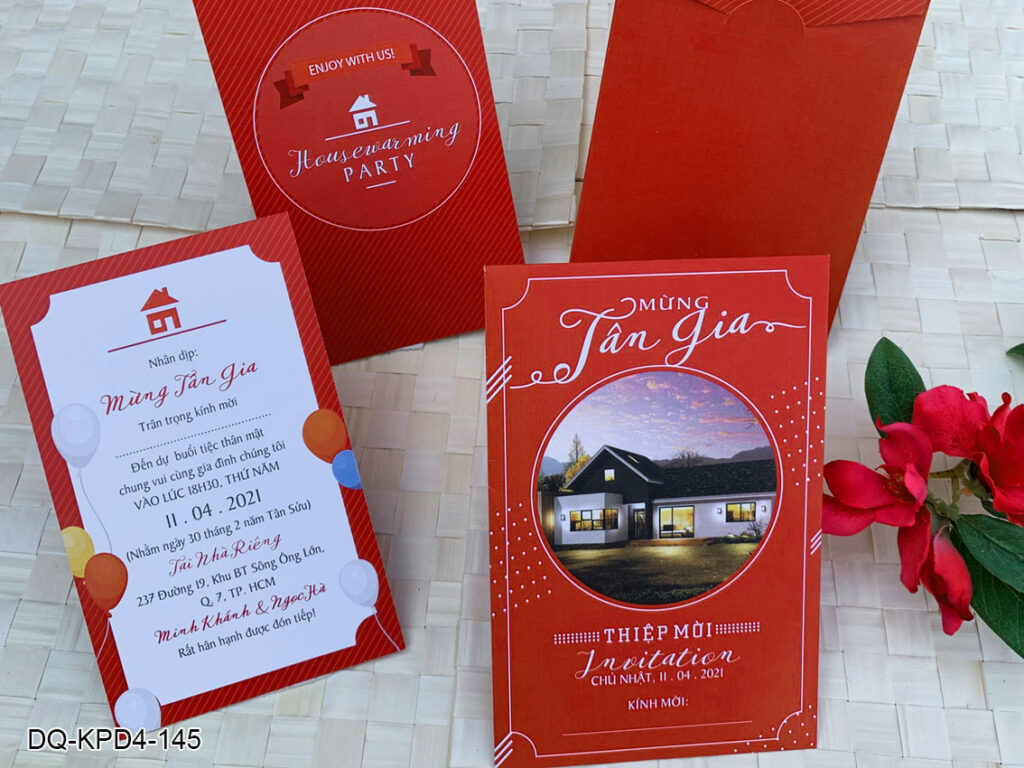 ENJOY WITH US!
Housewarming
PARTY
Nhân dịp:
Mừng Tân Gia
Trân trọng kính mời
Đến dự buổi tiệc thân mật
chung vui cùng gia đình chúng tôi
VÀO LÚC 18H30, THỨ NĂM
11 . 04 . 2021
(Nhằm ngày 30 tháng 2 năm Tân Sửu)
Tại Nhà Riêng
237 Đường 19, Khu BT Sông Ông Lớn,
Q, 7, TP. HCM
Minh Khánh & Ngọc Hà
Rất hân hạnh được đón tiếp!
MỪNG
Tân Gia
THIỆP MỜI
Invitation
CHỦ NHẬT, 11 . 04 . 2021
KÍNH MỜI:
DQ-KPD4-145